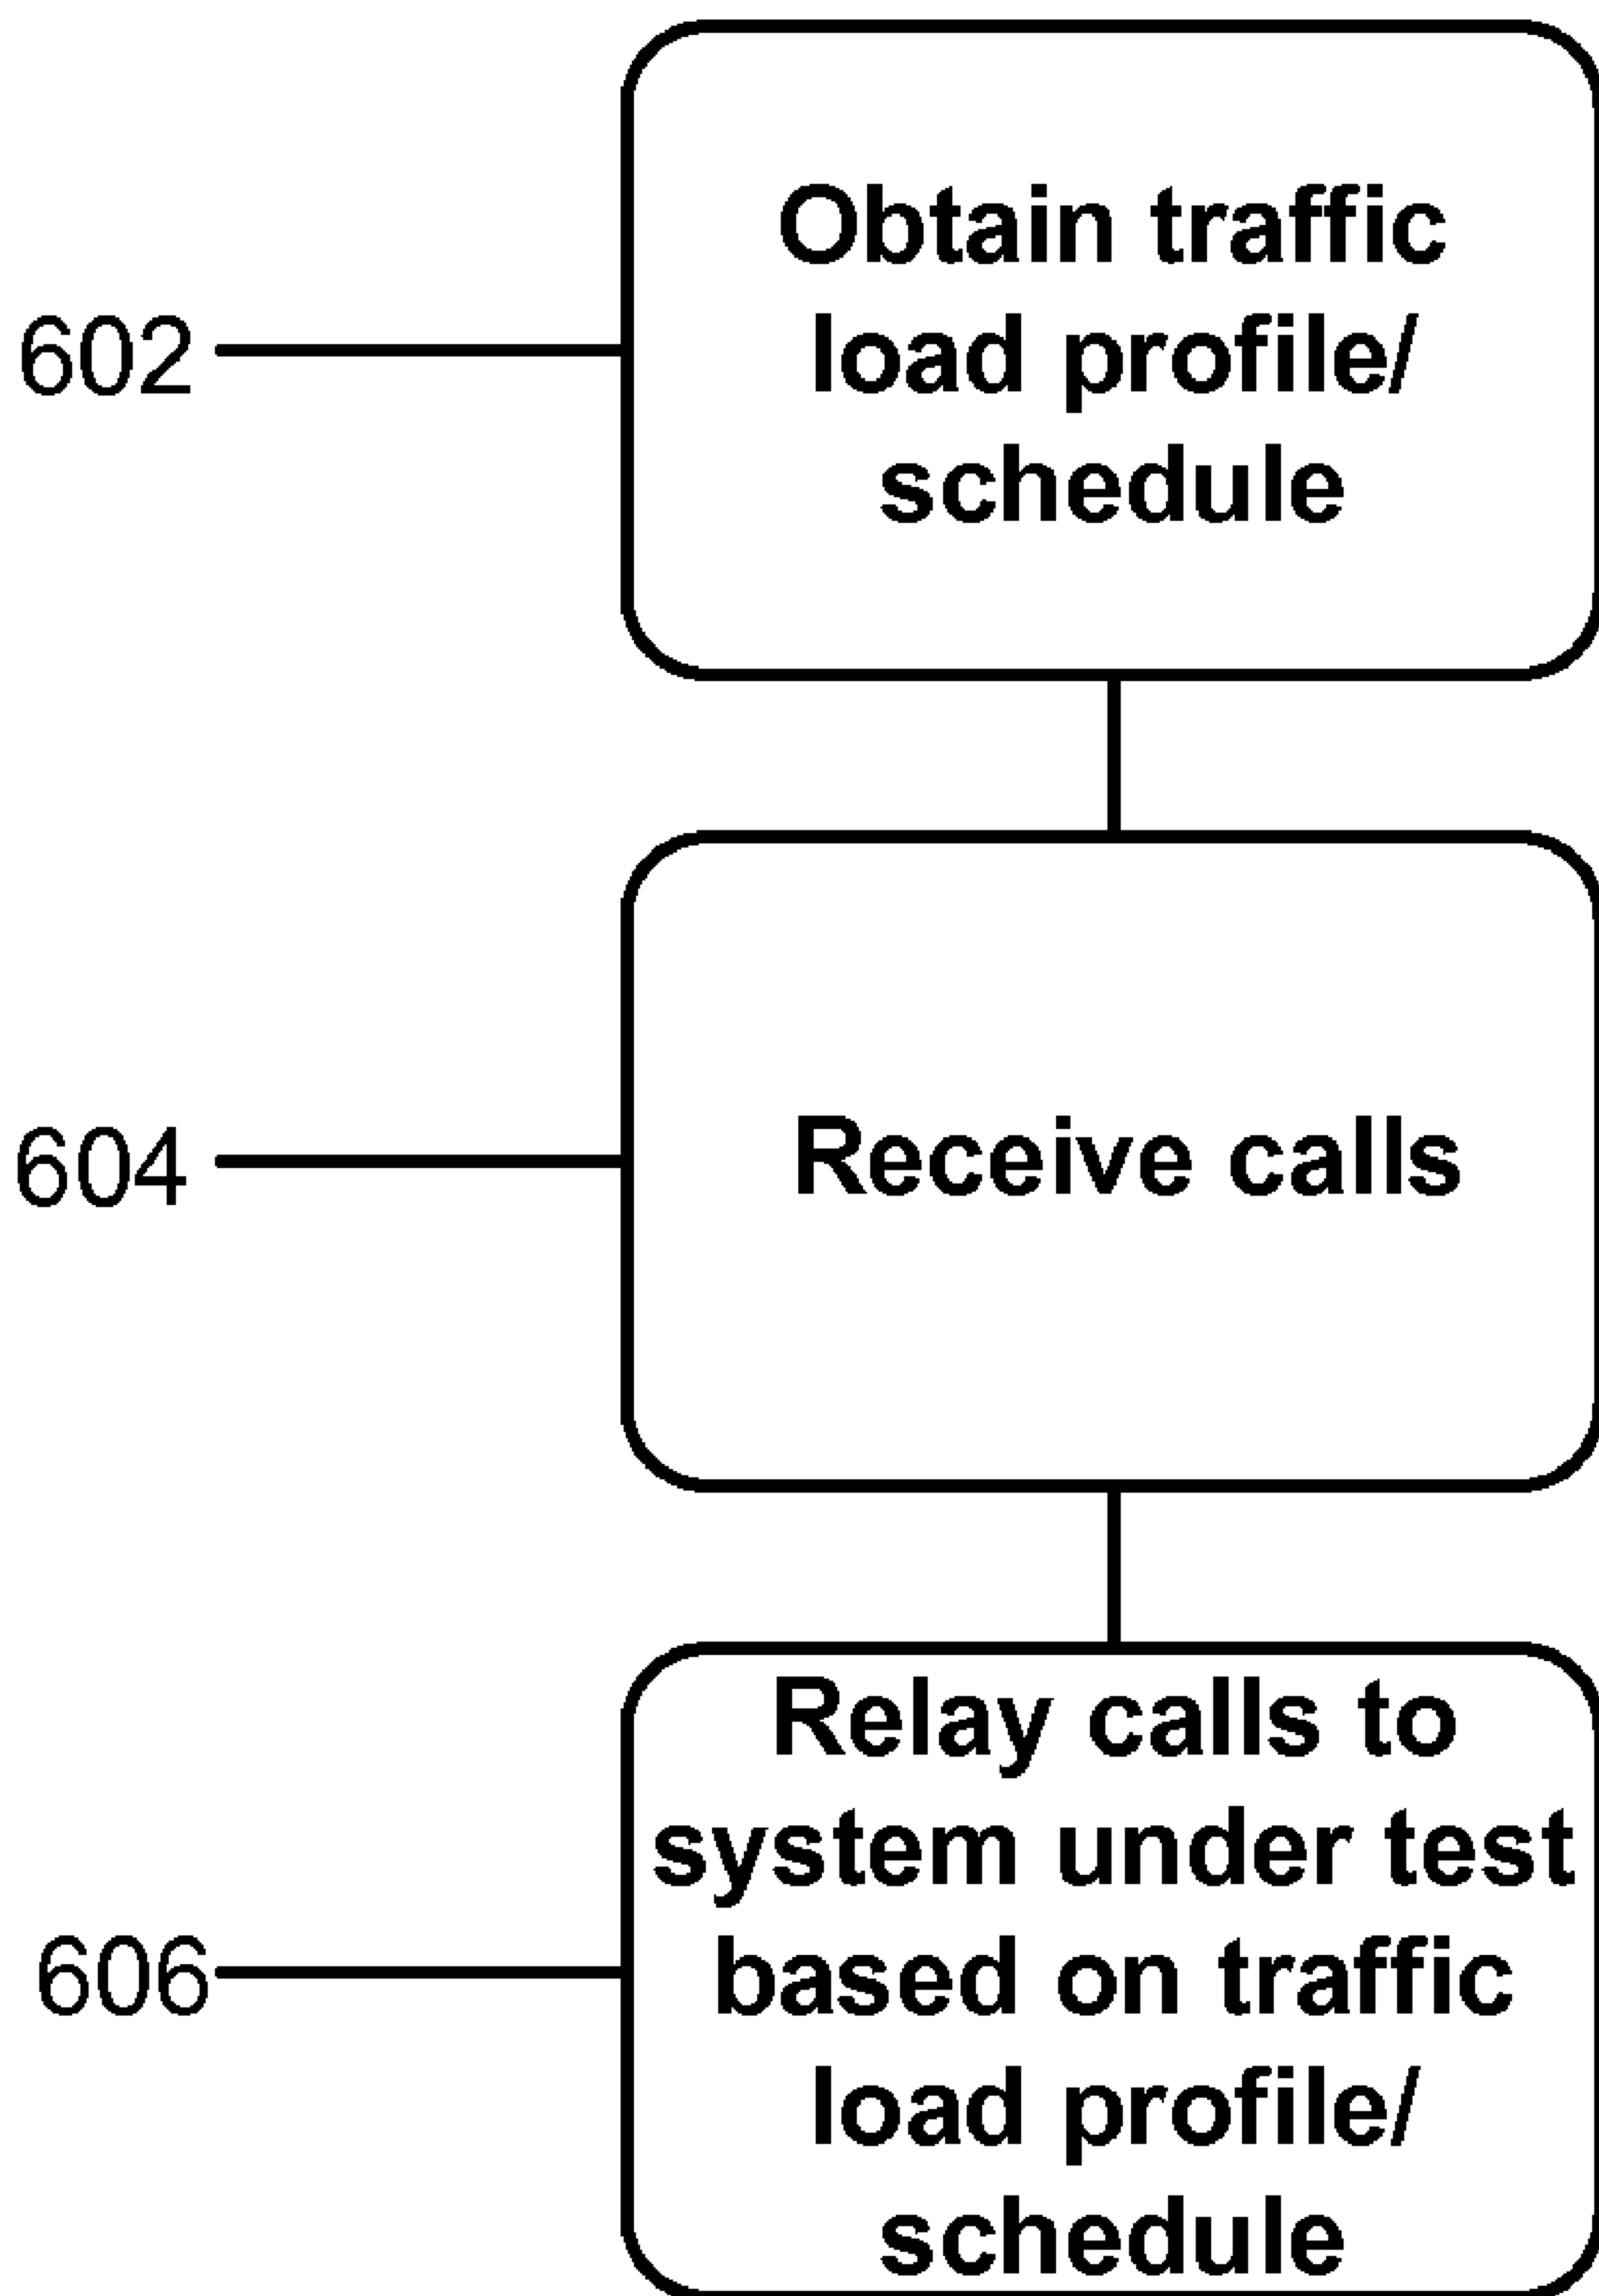 Obtain traffic
load profile/
schedule
602
Receive calls
604
Relay calls to
system under test
based on traffic
load profile/
schedule
606